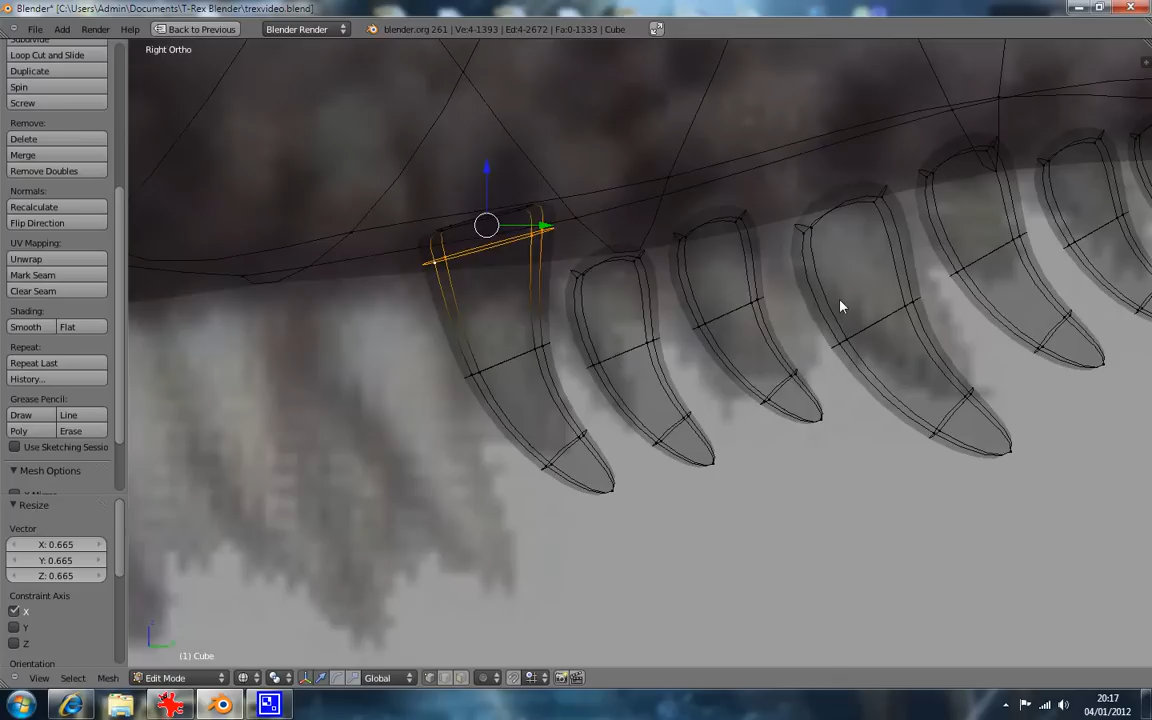 Blender* [C:\Users\Admin\Documents\T-Rex Blender\trexvideo.blend]
File Add Render Help Back to Previous Blender Render blender.org 261 | Ve:4-1393 | Ed:4-2672 | Fa:0-1333 | Cube
Right Ortho
Subdivide
Loop Cut and Slide
Duplicate
Spin
Screw
Remove:
Delete
Merge
Remove Doubles
Normals:
Recalculate
Flip Direction
UV Mapping:
Unwrap
Mark Seam
Clear Seam
Shading:
Smooth Flat
Repeat:
Repeat Last
History...
Grease Pencil:
Draw Line
Poly Erase
Use Sketching Sessio
Mesh Options
Resize
Vector
X: 0.665
Y: 0.665
Z: 0.665
Constraint Axis
X
Y
Z
Orientation
(1) Cube
View Select Mesh Edit Mode Global
20:17
04/01/2012